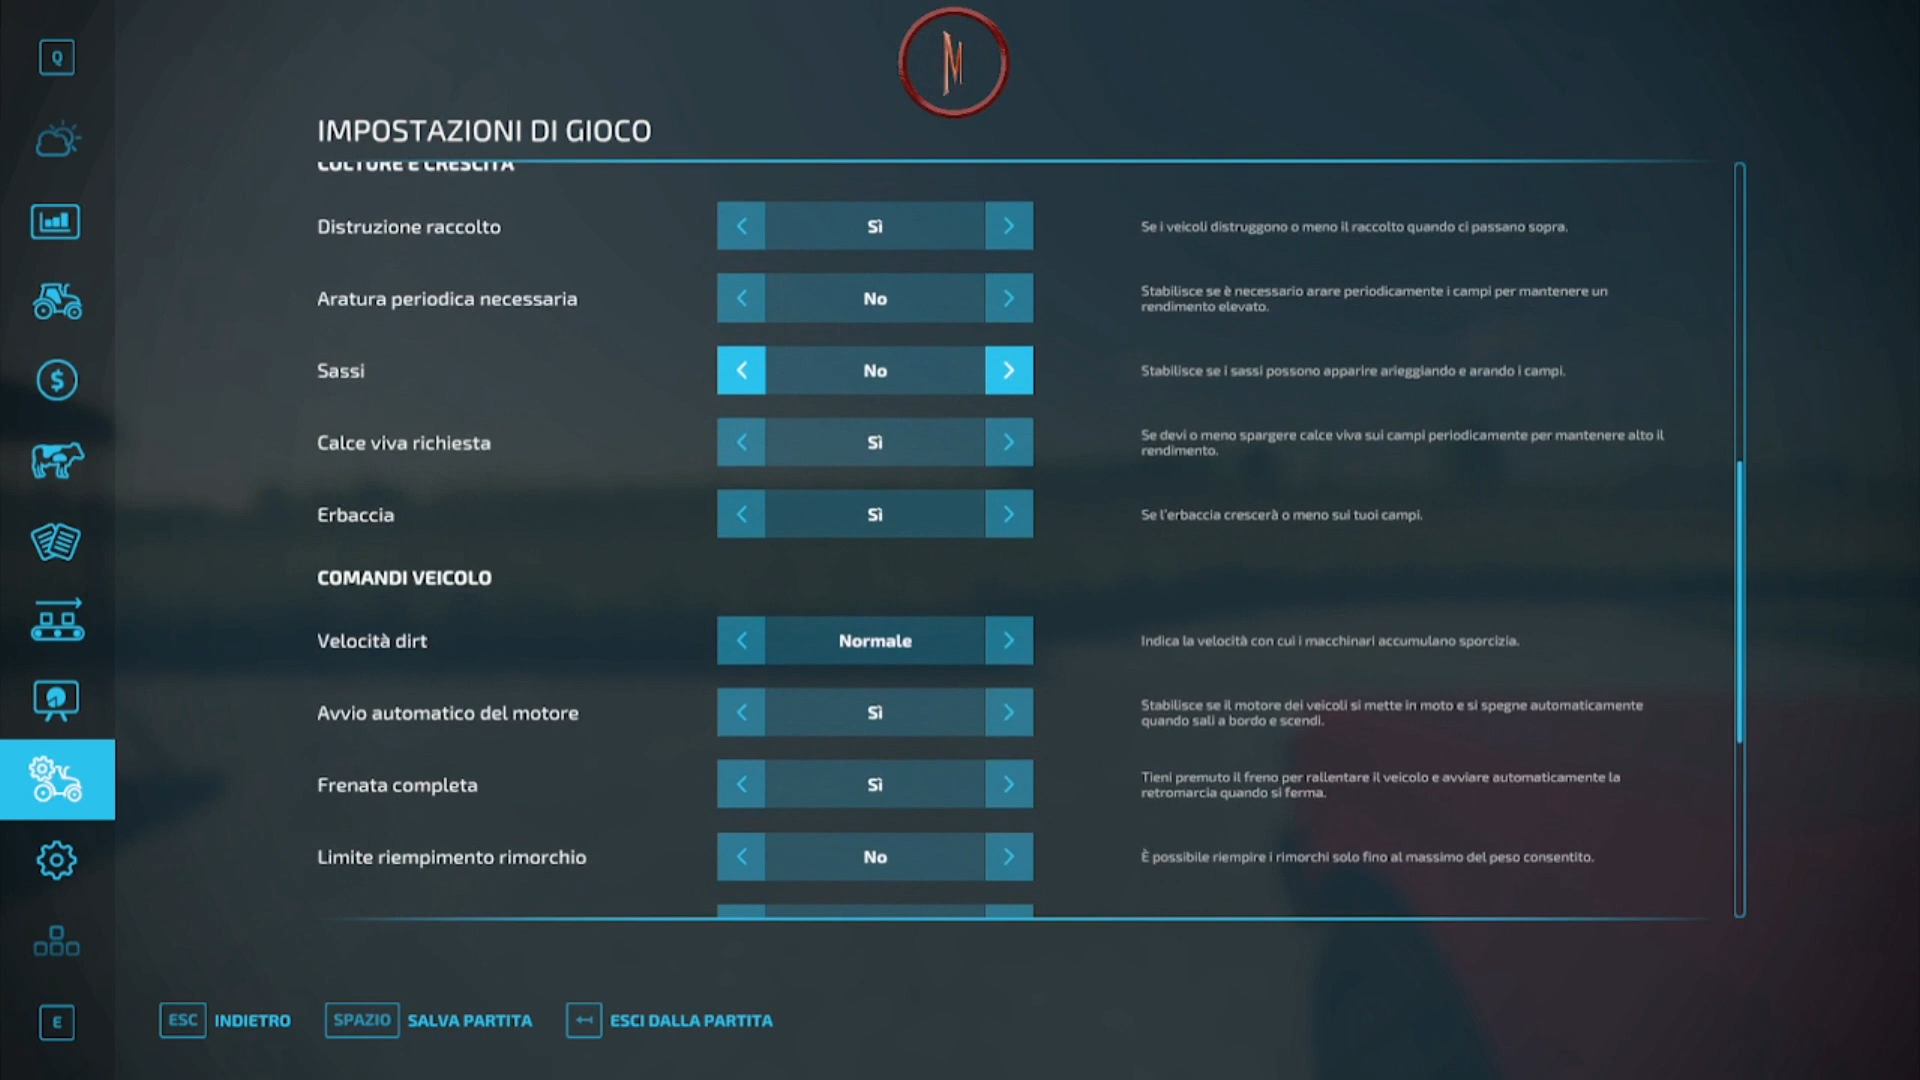 Q
M
IMPOSTAZIONI DI GIOCO
COLTURE E CRESCITA
Distruzione raccolto
Sì
Se i veicoli distruggono o meno il raccolto quando ci passano sopra.
Aratura periodica necessaria
No
Stabilisce se è necessario arare periodicamente i campi per mantenere un
rendimento elevato.
Sassi
No
Stabilisce se i sassi possono apparire arieggiando e arando i campi.
Calce viva richiesta
Sì
Se devi o meno spargere calce viva sui campi periodicamente per mantenere alto il
rendimento.
Erbaccia
Sì
Se l'erbaccia crescerà o meno sui tuoi campi.
COMANDI VEICOLO
Velocità dirt
Normale
Indica la velocità con cui i macchinari accumulano sporcizia.
Avvio automatico del motore
Sì
Stabilisce se il motore dei veicoli si mette in moto e si spegne automaticamente
quando sali a bordo e scendi.
Frenata completa
Sì
Tieni premuto il freno per rallentare il veicolo e avviare automaticamente la
retromarcia quando si ferma.
Limite riempimento rimorchio
No
È possibile riempire i rimorchi solo fino al massimo del peso consentito.
E
ESC INDIETRO
SPAZIO SALVA PARTITA
ESCI DALLA PARTITA